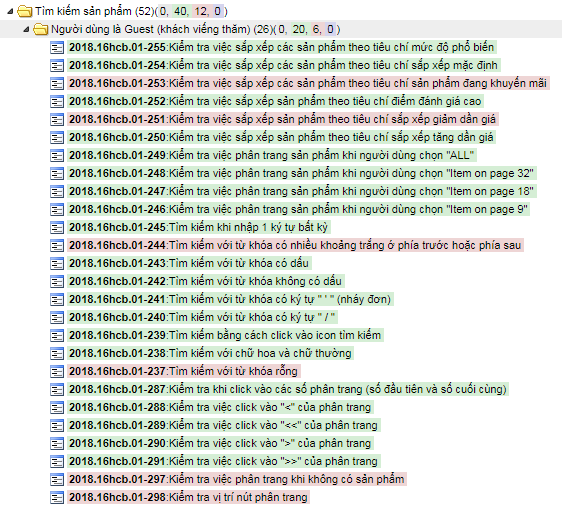 Tìm kiếm sản phẩm (52)(0, 40, 12, 0 )
Người dùng là Guest (khách viếng thăm) (26)(0, 20, 6, 0 )
2018.16hcb.01-255:Kiểm tra việc sắp xếp các sản phẩm theo tiêu chí mức độ phổ biến
2018.16hcb.01-254:Kiểm tra việc sắp xếp các sản phẩm theo tiêu chí sắp xếp mặc định
2018.16hcb.01-253:Kiểm tra việc sắp xếp các sản phẩm theo tiêu chí sản phẩm đang khuyến mãi
2018.16hcb.01-252:Kiểm tra việc sắp xếp sản phẩm theo tiêu chí điểm đánh giá cao
2018.16hcb.01-251:Kiểm tra việc sắp xếp sản phẩm theo tiêu chí sắp xếp giảm dần giá
2018.16hcb.01-250:Kiểm tra việc sắp xếp sản phẩm theo tiêu chí sắp xếp tăng dần giá
2018.16hcb.01-249:Kiểm tra việc phân trang sản phẩm khi người dùng chọn "ALL"
2018.16hcb.01-248:Kiểm tra việc phân trang sản phẩm khi người dùng chọn "Item on page 32"
2018.16hcb.01-247:Kiểm tra việc phân trang sản phẩm khi người dùng chọn "Item on page 18"
2018.16hcb.01-246:Kiểm tra việc phân trang sản phẩm khi người dùng chọn "Item on page 9"
2018.16hcb.01-245:Tìm kiếm khi nhập 1 ký tự bất kỳ
2018.16hcb.01-244:Tìm kiếm với từ khóa có nhiều khoảng trắng ở phía trước hoặc phía sau
2018.16hcb.01-243:Tìm kiếm với từ khóa có dấu
2018.16hcb.01-242:Tìm kiếm với từ khóa không có dấu
2018.16hcb.01-241:Tìm kiếm với từ khóa có ký tự " ' " (nháy đơn)
2018.16hcb.01-240:Tìm kiếm với từ khóa có ký tự " / "
2018.16hcb.01-239:Tìm kiếm bằng cách click vào icon tìm kiếm
2018.16hcb.01-238:Tìm kiếm với chữ hoa và chữ thường
2018.16hcb.01-237:Tìm kiếm với từ khóa rỗng
2018.16hcb.01-287:Kiểm tra khi click vào các số phân trang (số đầu tiên và số cuối cùng)
2018.16hcb.01-288:Kiểm tra việc click vào "<" của phân trang
2018.16hcb.01-289:Kiểm tra việc click vào "<<" của phân trang
2018.16hcb.01-290:Kiểm tra việc click vào ">" của phân trang
2018.16hcb.01-291:Kiểm tra việc click vào ">>" của phân trang
2018.16hcb.01-297:Kiểm tra việc phân trang khi không có sản phẩm
2018.16hcb.01-298:Kiểm tra vị trí nút phân trang